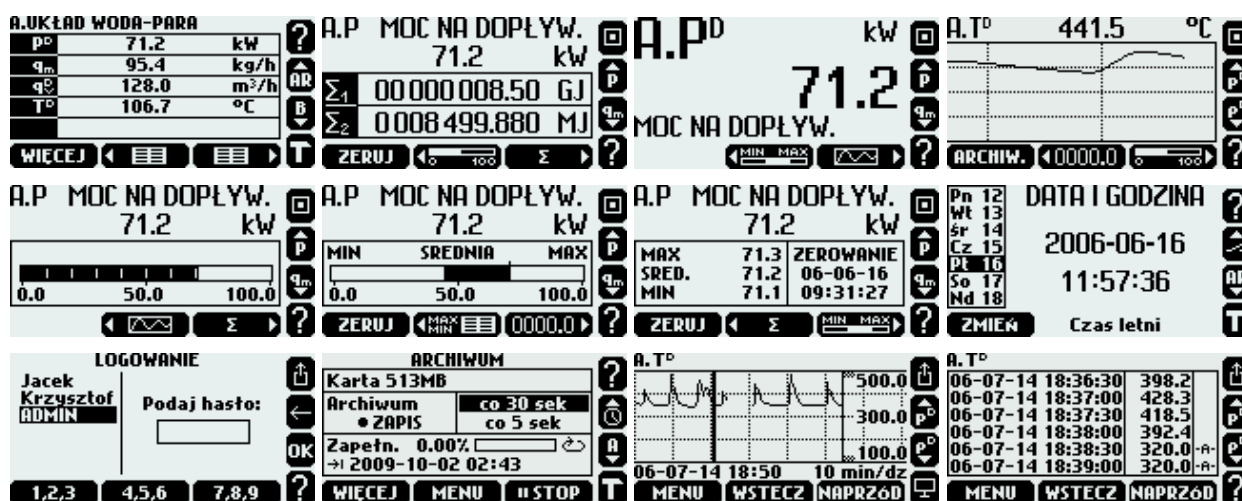 A.UKŁAD WODA-PARA
Pᴰ 71.2 kW
qₘ 95.4 kg/h
128.0 m³/h
Tᴰ 106.7 °C
WIĘCEJ
?
AR
B
T
A.P MOC NA DOPŁYW.
71.2 kW
Σ₁ 00000008.50 GJ
Σ₂ 0008499.880 MJ
ZERUJ 0 100 Σ
P
qₘ
?
A.Pᴰ kW
71.2
MOC NA DOPŁYW.
MIN MAX
P
qₘ
?
A.Tᴰ 441.5 °C
ARCHIW. 0000.0 0 100
?
A.P MOC NA DOPŁYW.
71.2 kW
0.0 50.0 100.0
Σ
P
qₘ
?
A.P MOC NA DOPŁYW.
71.2 kW
MIN SREDNIA MAX
0.0 50.0 100.0
ZERUJ MAX MIN 0000.0
P
qₘ
?
A.P MOC NA DOPŁYW.
71.2 kW
MAX 71.3 ZEROWANIE
SRED. 71.2 06-06-16
MIN 71.1 09:31:27
ZERUJ Σ MIN MAX
P
qₘ
?
Pn 12
Wt 13
śr 14
Cz 15
Pt 16
So 17
Nd 18
DATA I GODZINA
2006-06-16
11:57:36
ZMIEŃ Czas letni
?
AR
T
LOGOWANIE
Jacek
Krzysztof
ADMIN
Podaj hasło:
1,2,3 4,5,6 7,8,9
←
OK
?
ARCHIWUM
Karta 513MB
Archiwum co 30 sek
● ZAPIS co 5 sek
Zapełn. 0.00%
2009-10-02 02:43
WIĘCEJ MENU STOP
?
A
T
A.Tᴰ
500.0
300.0
100.0
06-07-14 18:50 10 min/dz
MENU WSTECZ NAPRZÓD
Pᴰ
Pᴰ
A.Tᴰ
06-07-14 18:36:30 398.2
06-07-14 18:37:00 428.3
06-07-14 18:37:30 418.5
06-07-14 18:38:00 392.4
06-07-14 18:38:30 320.0 -A-
06-07-14 18:39:00 320.0 -A-
MENU WSTECZ NAPRZÓD
?